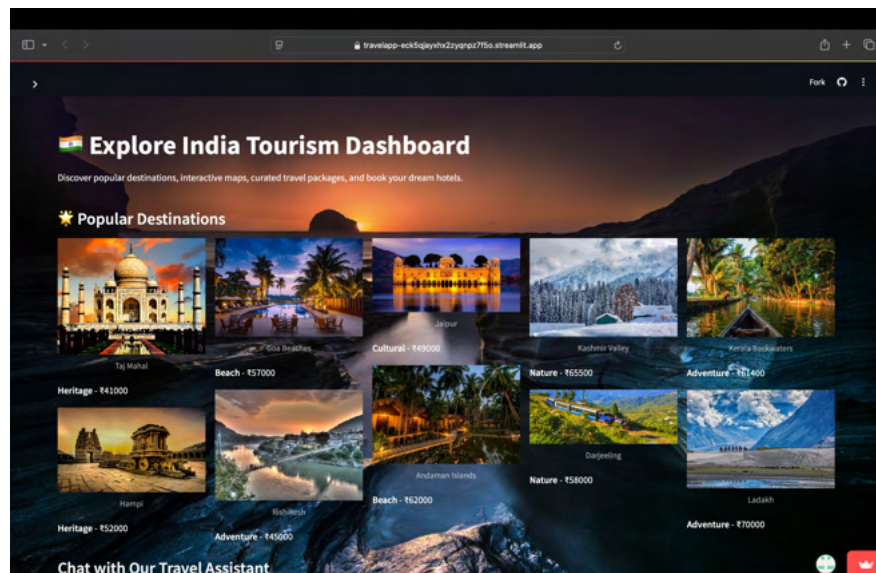 travelapp-eck5qjayxhx2zyqnpz7f5o.streamlit.app
Fork
Explore India Tourism Dashboard
Discover popular destinations, interactive maps, curated travel packages, and book your dream hotels.
Popular Destinations
Taj Mahal
Heritage - ₹41000
Goa Beaches
Beach - ₹57000
Jaipur
Cultural - ₹49000
Kashmir Valley
Nature - ₹65500
Kerala Backwaters
Adventure - ₹61400
Hampi
Heritage - ₹52000
Rishikesh
Adventure - ₹45000
Andaman Islands
Beach - ₹62000
Darjeeling
Nature - ₹58000
Ladakh
Adventure - ₹70000
Chat with Our Travel Assistant